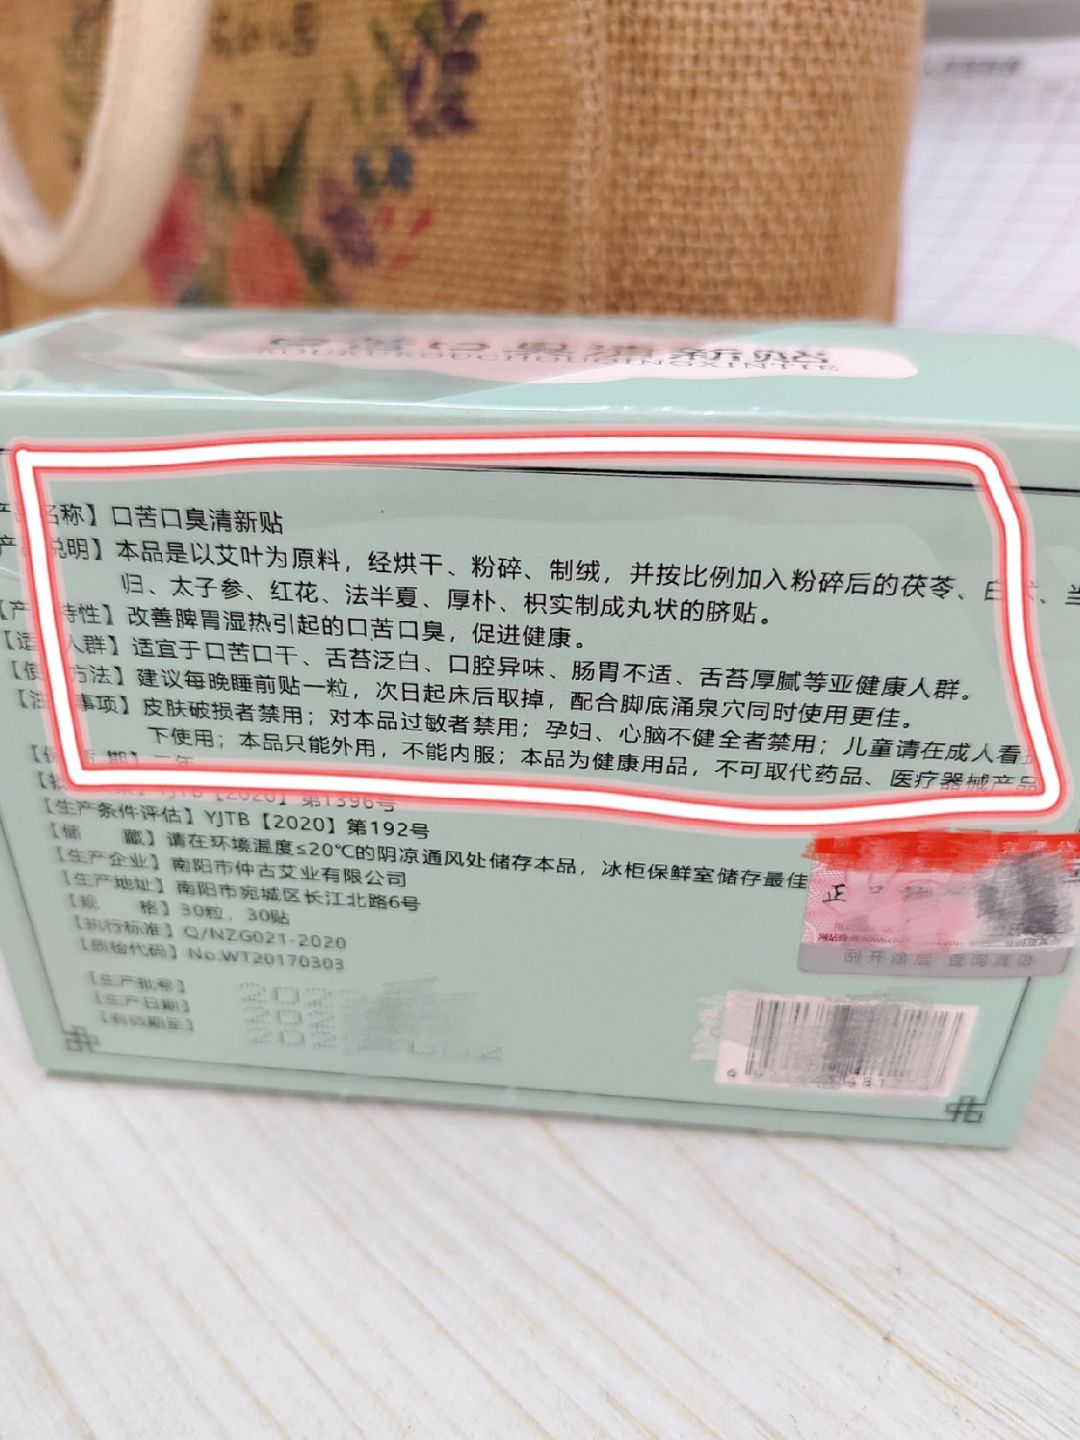 口苦口臭清新贴
KOUKUKOUCHOUQINGXINTIE
产品名称】口苦口臭清新贴
产品说明】本品是以艾叶为原料，经烘干、粉碎、制绒，并按比例加入粉碎后的茯苓、白术、当
归、太子参、红花、法半夏、厚朴、枳实制成丸状的脐贴。
【产品特性】改善脾胃湿热引起的口苦口臭，促进健康。
【适 人群】适宜于口苦口干、舌苔泛白、口腔异味、肠胃不适、舌苔厚腻等亚健康人群。
【使 方法】建议每晚睡前贴一粒，次日起床后取掉，配合脚底涌泉穴同时使用更佳。
【注 事项】皮肤破损者禁用；对本品过敏者禁用；孕妇、心脑不健全者禁用；儿童请在成人看
下使用；本品只能外用，不能内服；本品为健康用品，不可取代药品、医疗器械产品
【保 质 期】二年
YJTB【2020】第1396号
【生产条件评估】YJTB【2020】第192号
【储 藏】请在环境温度≤20℃的阴凉通风处储存本品，冰柜保鲜室储存最佳
【生产企业】南阳市仲古艾业有限公司
【生产地址】南阳市宛城区长江北路6号
【规 格】30粒，30贴
【执行标准】Q/NZG021-2020
【质检代码】No.WT20170303
【生产批号】
【生产日期】
【有效期至】
正
刮开涂层 查询真伪